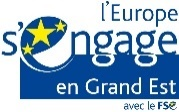 l'Europe
s'engage
en Grand Est
avec le FSE